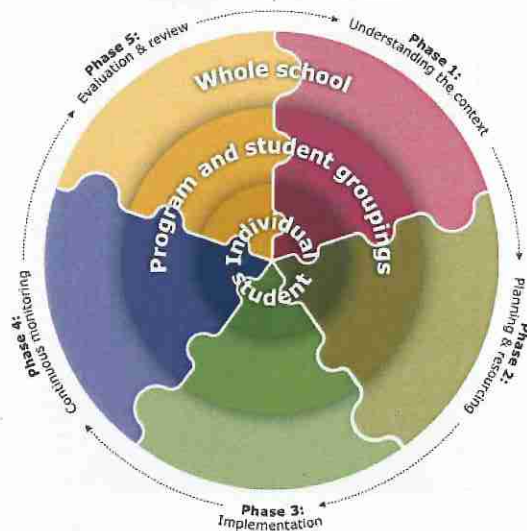 Phase 1:
Understanding the context
Phase 2:
Planning & resourcing
Phase 3:
Implementation
Phase 4:
Continuous monitoring
Phase 5:
Evaluation & review
Whole school
Program and student groupings
Individual
student